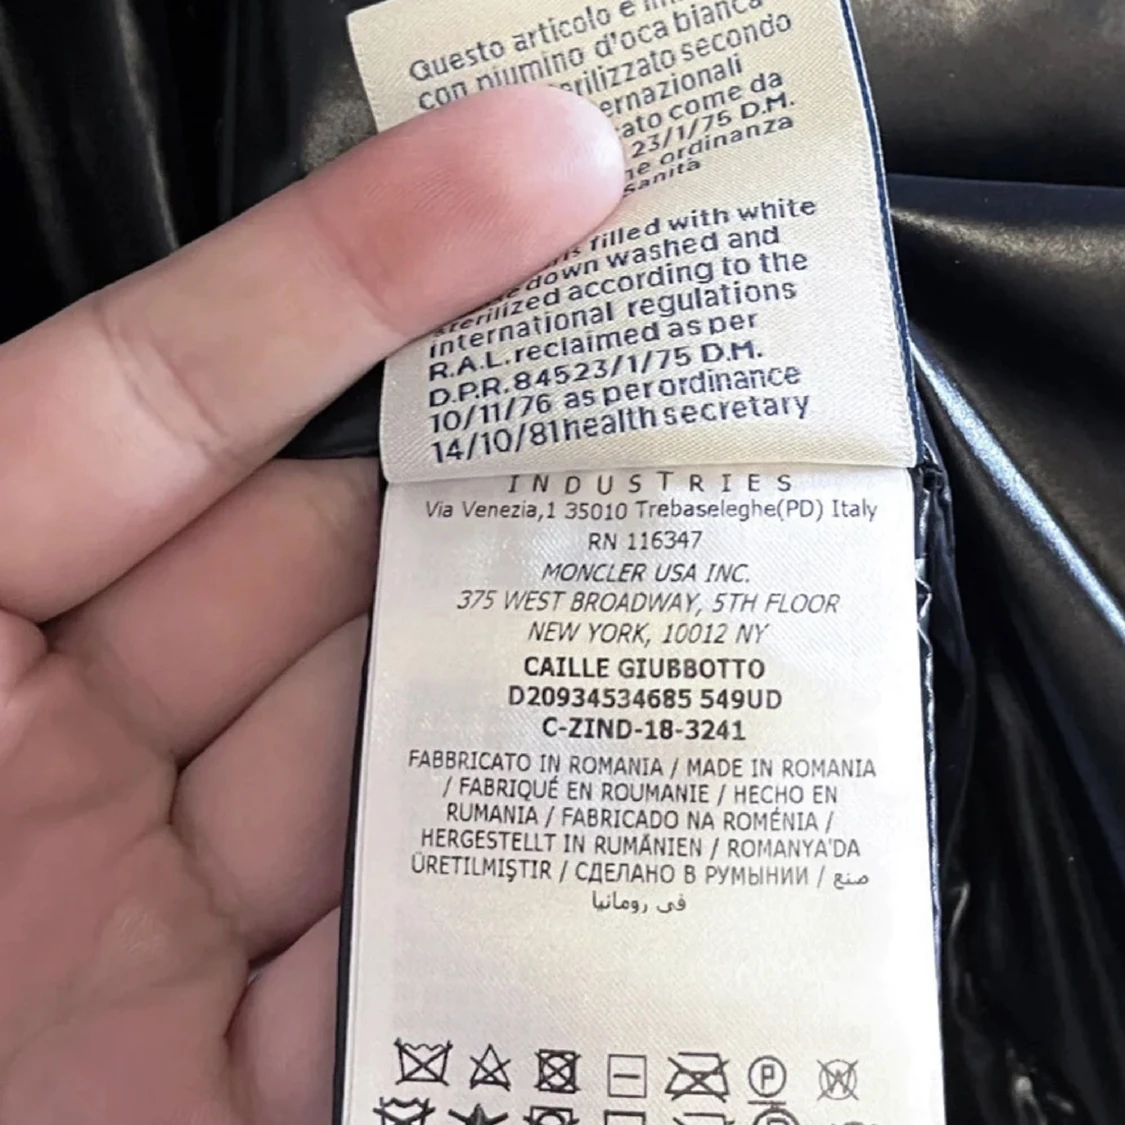 Questo articolo è
con piumino d'oca bianca
secondo
ato come da
23/1/75 D.M.
ordinanza
Sanità
filled with white
down washed and
sterilized according to the
international regulations
R.A.L. reclaimed as per
D.P.R. 84523/1/75 D.M.
10/11/76 as per ordinance
14/10/81 health secretary
INDUSTRIES
Via Venezia,1 35010 Trebaseleghe(PD) Italy
RN 116347
MONCLER USA INC.
375 WEST BROADWAY, 5TH FLOOR
NEW YORK, 10012 NY
CAILLE GIUBBOTTO
D20934534685 549UD
C-ZIND-18-3241
FABBRICATO IN ROMANIA / MADE IN ROMANIA
/ FABRIQUÉ EN ROUMANIE / HECHO EN
RUMANIA / FABRICADO NA ROMÉNIA /
HERGESTELLT IN RUMÄNIEN / ROMANYA'DA
ÜRETILMIŞTIR / СДЕЛАНО В РУМЫНИИ / صنع
في رومانيا
P W